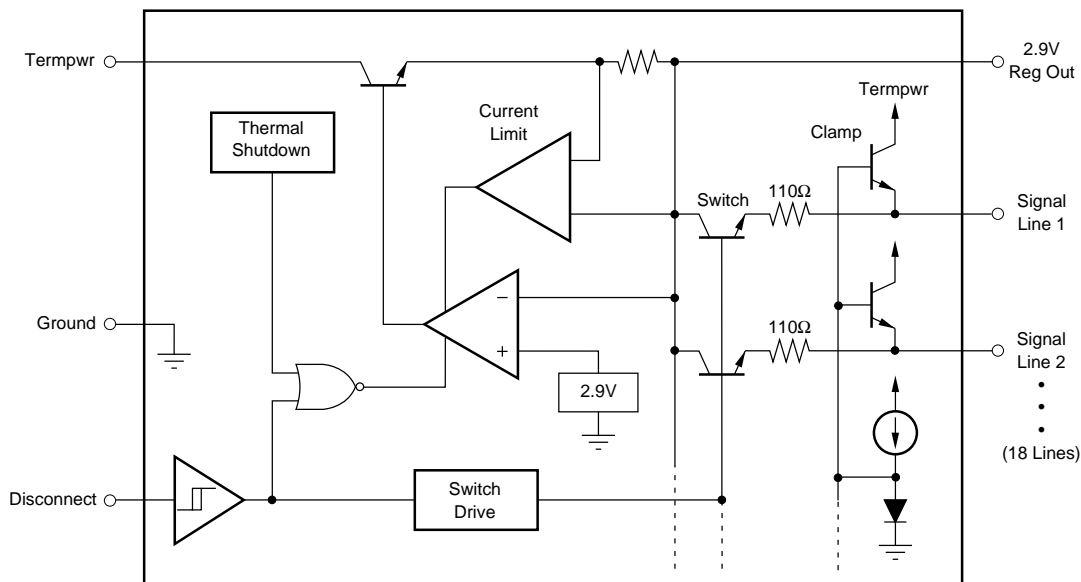 Termpwr
2.9V
Reg Out
Thermal
Shutdown
Current
Limit
Termpwr
Clamp
Switch
110Ω
Signal
Line 1
−
+
Ground
110Ω
Signal
Line 2
2.9V
(18 Lines)
Disconnect
Switch
Drive